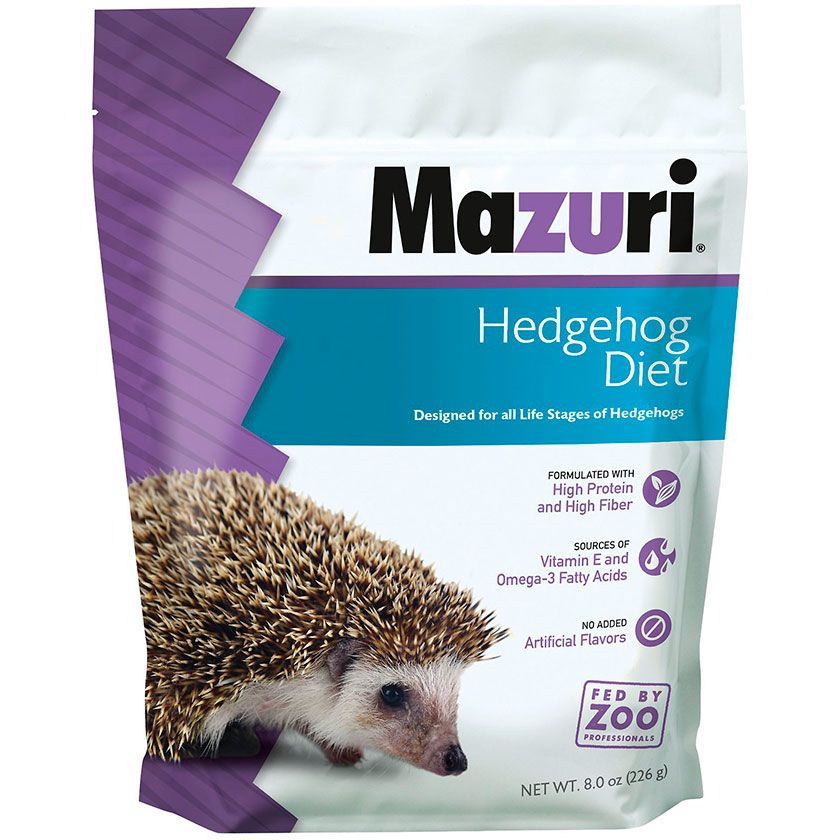 Mazuri®
Hedgehog
Diet
Designed for all Life Stages of Hedgehogs
FORMULATED WITH
High Protein
and High Fiber
SOURCES OF
Vitamin E and
Omega-3 Fatty Acids
NO ADDED
Artificial Flavors
FED BY
ZOO
PROFESSIONALS
NET WT. 8.0 oz (226 g)